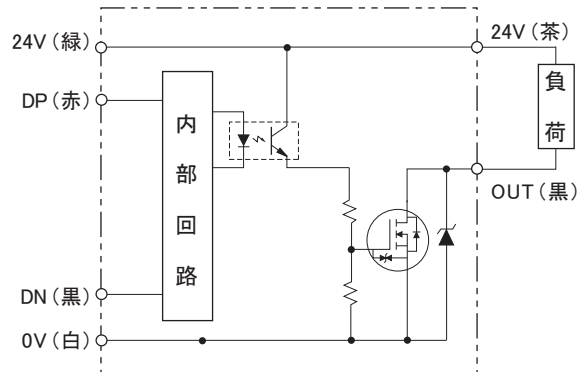 24V（緑）
24V（茶）
DP（赤）
内部回路
負荷
OUT（黒）
DN（黒）
0V（白）